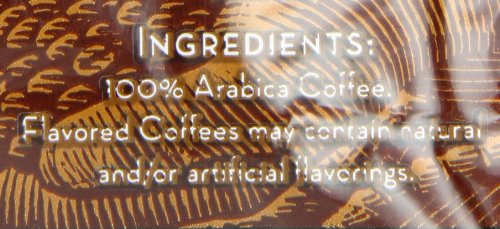 INGREDIENTS:
100% Arabica Coffee.
Flavored Coffees may contain natural
and/or artificial flavorings.